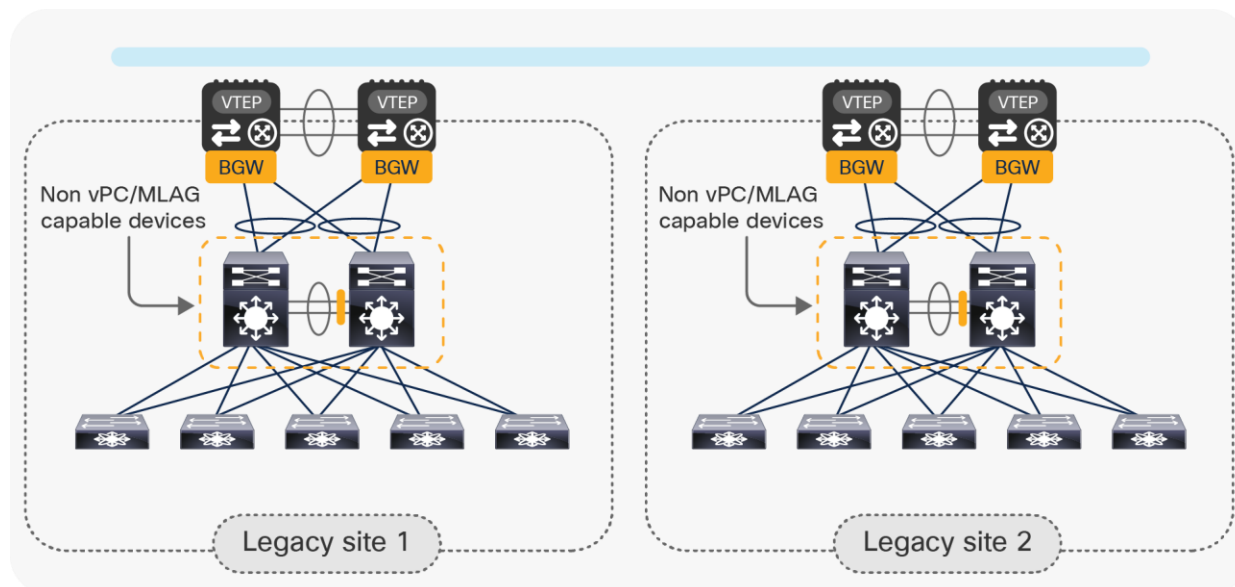 VTEP VTEP VTEP VTEP
BGW BGW BGW BGW
Non vPC/MLAG
capable devices
Non vPC/MLAG
capable devices
Legacy site 1
Legacy site 2